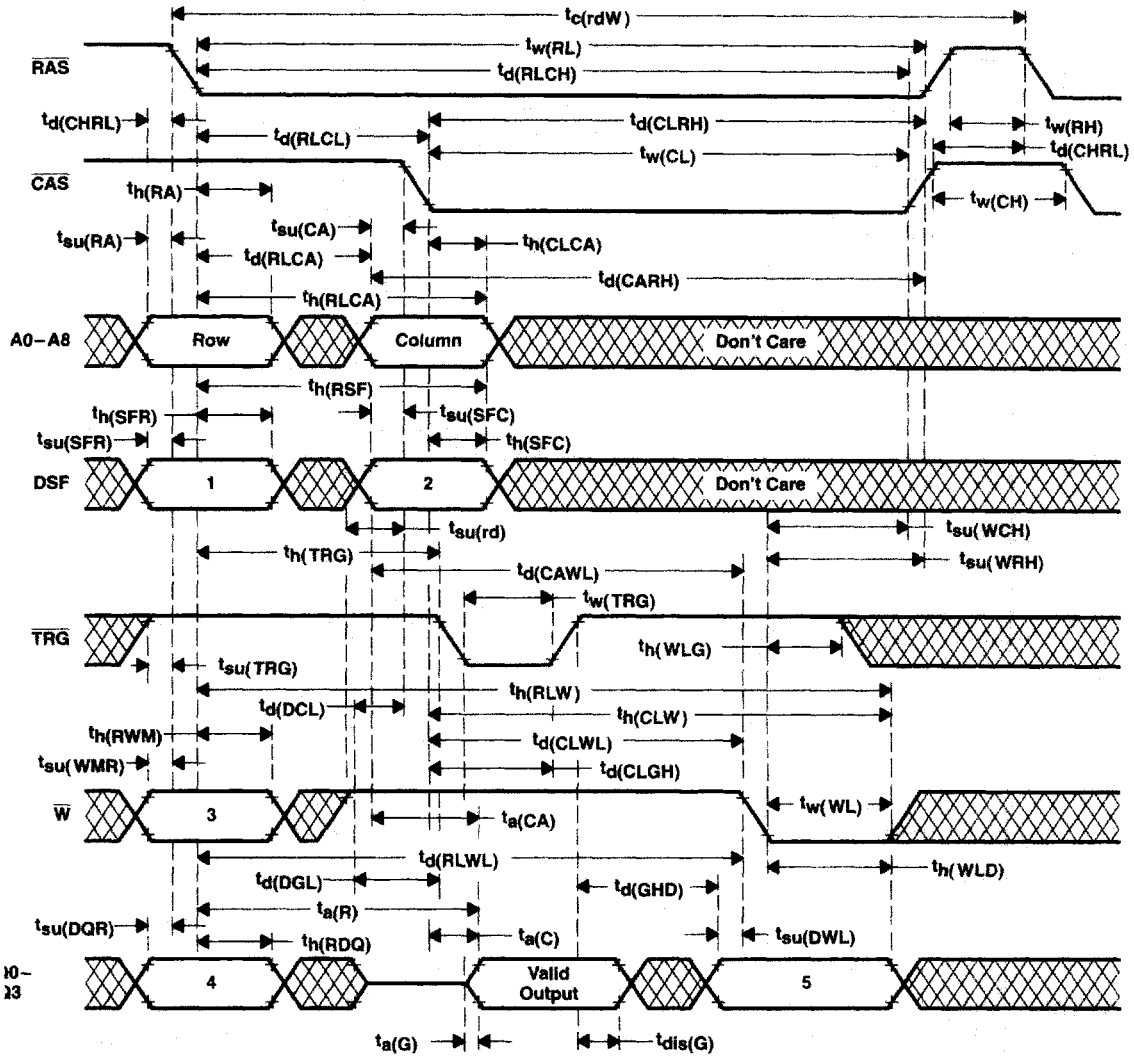 tc(rdW)
tw(RL)
RAS
td(RLCH)
td(CHRL)
td(RLCL)
td(CLRH)
tw(RH)
tw(CL)
td(CHRL)
CAS
th(RA)
tw(CH)
tsu(CA)
th(CLCA)
tsu(RA)
td(RLCA)
td(CARH)
th(RLCA)
A0–A8
Row
Column
Don't Care
th(RSF)
th(SFR)
tsu(SFC)
tsu(SFR)
th(SFC)
DSF
1
2
Don't Care
tsu(rd)
tsu(WCH)
th(TRG)
tsu(WRH)
td(CAWL)
tw(TRG)
TRG
th(WLG)
tsu(TRG)
th(RLW)
td(DCL)
th(CLW)
th(RWM)
td(CLWL)
tsu(WMR)
td(CLGH)
W
3
tw(WL)
ta(CA)
td(RLWL)
th(WLD)
td(DGL)
td(GHD)
ta(R)
tsu(DQR)
th(RDQ)
ta(C)
tsu(DWL)
4
Valid
Output
5
ta(G)
tdis(G)